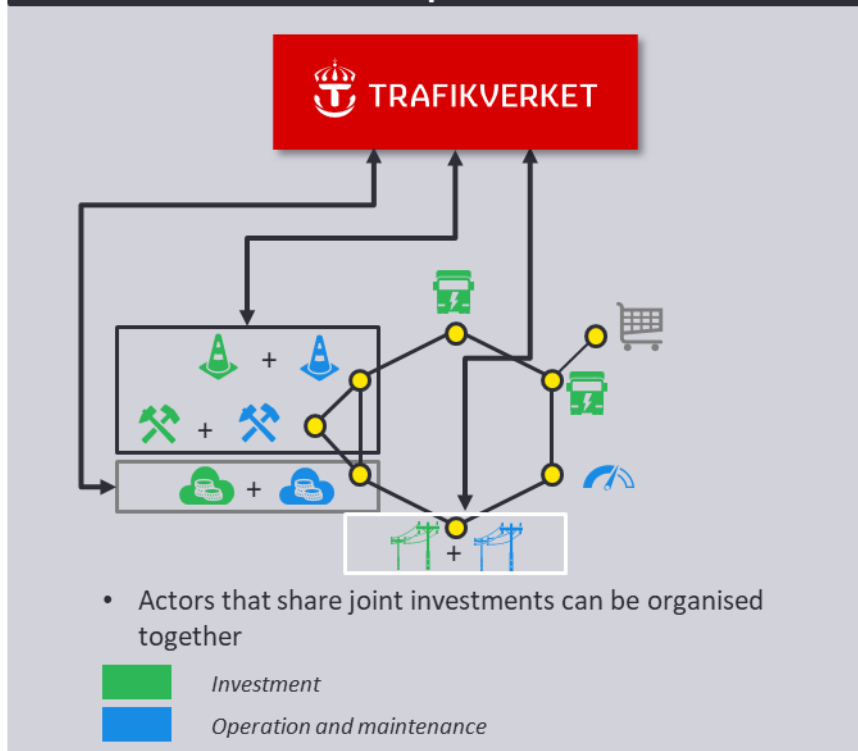 TRAFIKVERKET
+
+
+
+
• Actors that share joint investments can be organised
together
Investment
Operation and maintenance